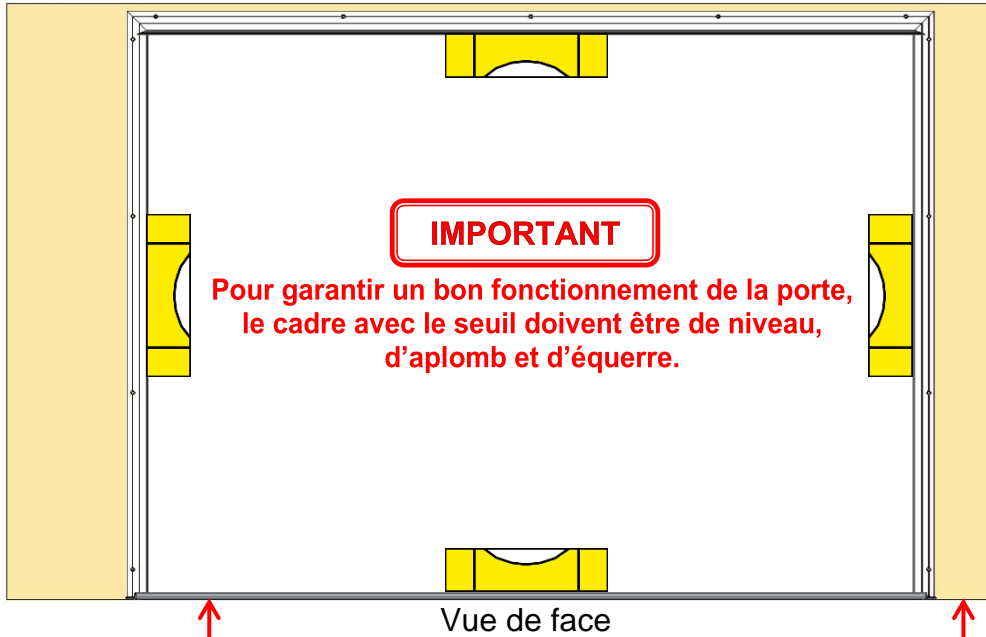 IMPORTANT
Pour garantir un bon fonctionnement de la porte,
le cadre avec le seuil doivent être de niveau,
d’aplomb et d’équerre.
Vue de face